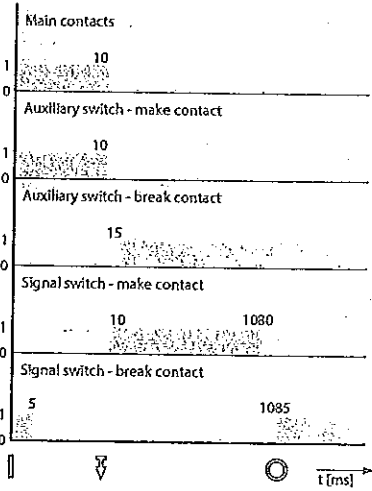 Main contacts
10
1
0
Auxiliary switch - make contact
10
1
0
Auxiliary switch - break contact
15
1
0
Signal switch - make contact
10 1080
1
0
Signal switch - break contact
5 1085
1
0
t [ms]